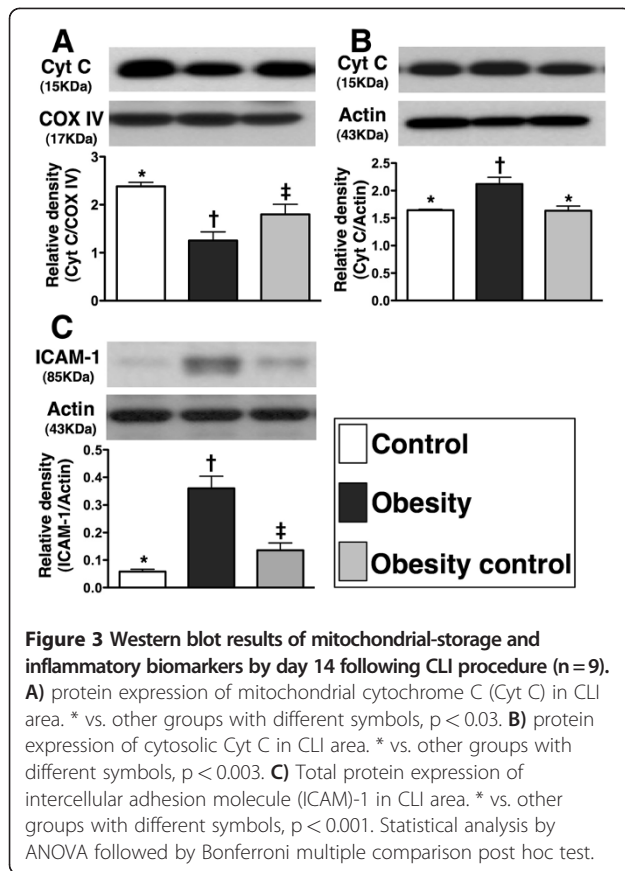 A
Cyt C
(15KDa)
COX IV
(17KDa)
Relative density
(Cyt C/COX IV)
3
2
1
0
*
†
‡
B
Cyt C
(15KDa)
Actin
(43KDa)
Relative density
(Cyt C/Actin)
2.5
2.0
1.5
1.0
0.5
0.0
*
†
*
C
ICAM-1
(85KDa)
Actin
(43KDa)
Relative density
(ICAM-1/Actin)
0.5
0.4
0.3
0.2
0.1
0.0
*
†
‡
Control
Obesity
Obesity control
Figure 3 Western blot results of mitochondrial-storage and
inflammatory biomarkers by day 14 following CLI procedure (n = 9).
A) protein expression of mitochondrial cytochrome C (Cyt C) in CLI
area. * vs. other groups with different symbols, p < 0.03. B) protein
expression of cytosolic Cyt C in CLI area. * vs. other groups with
different symbols, p < 0.003. C) Total protein expression of
intercellular adhesion molecule (ICAM)-1 in CLI area. * vs. other
groups with different symbols, p < 0.001. Statistical analysis by
ANOVA followed by Bonferroni multiple comparison post hoc test.